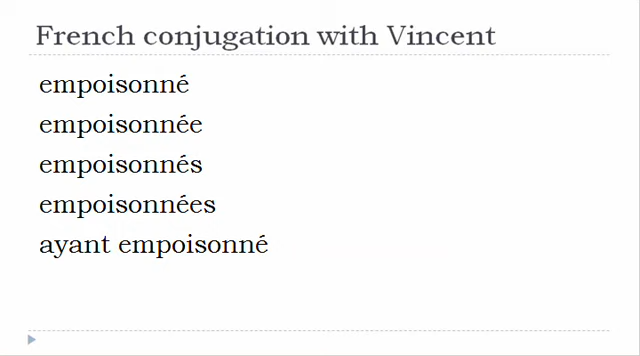 French conjugation with Vincent
empoisonné
empoisonnée
empoisonnés
empoisonnées
ayant empoisonné